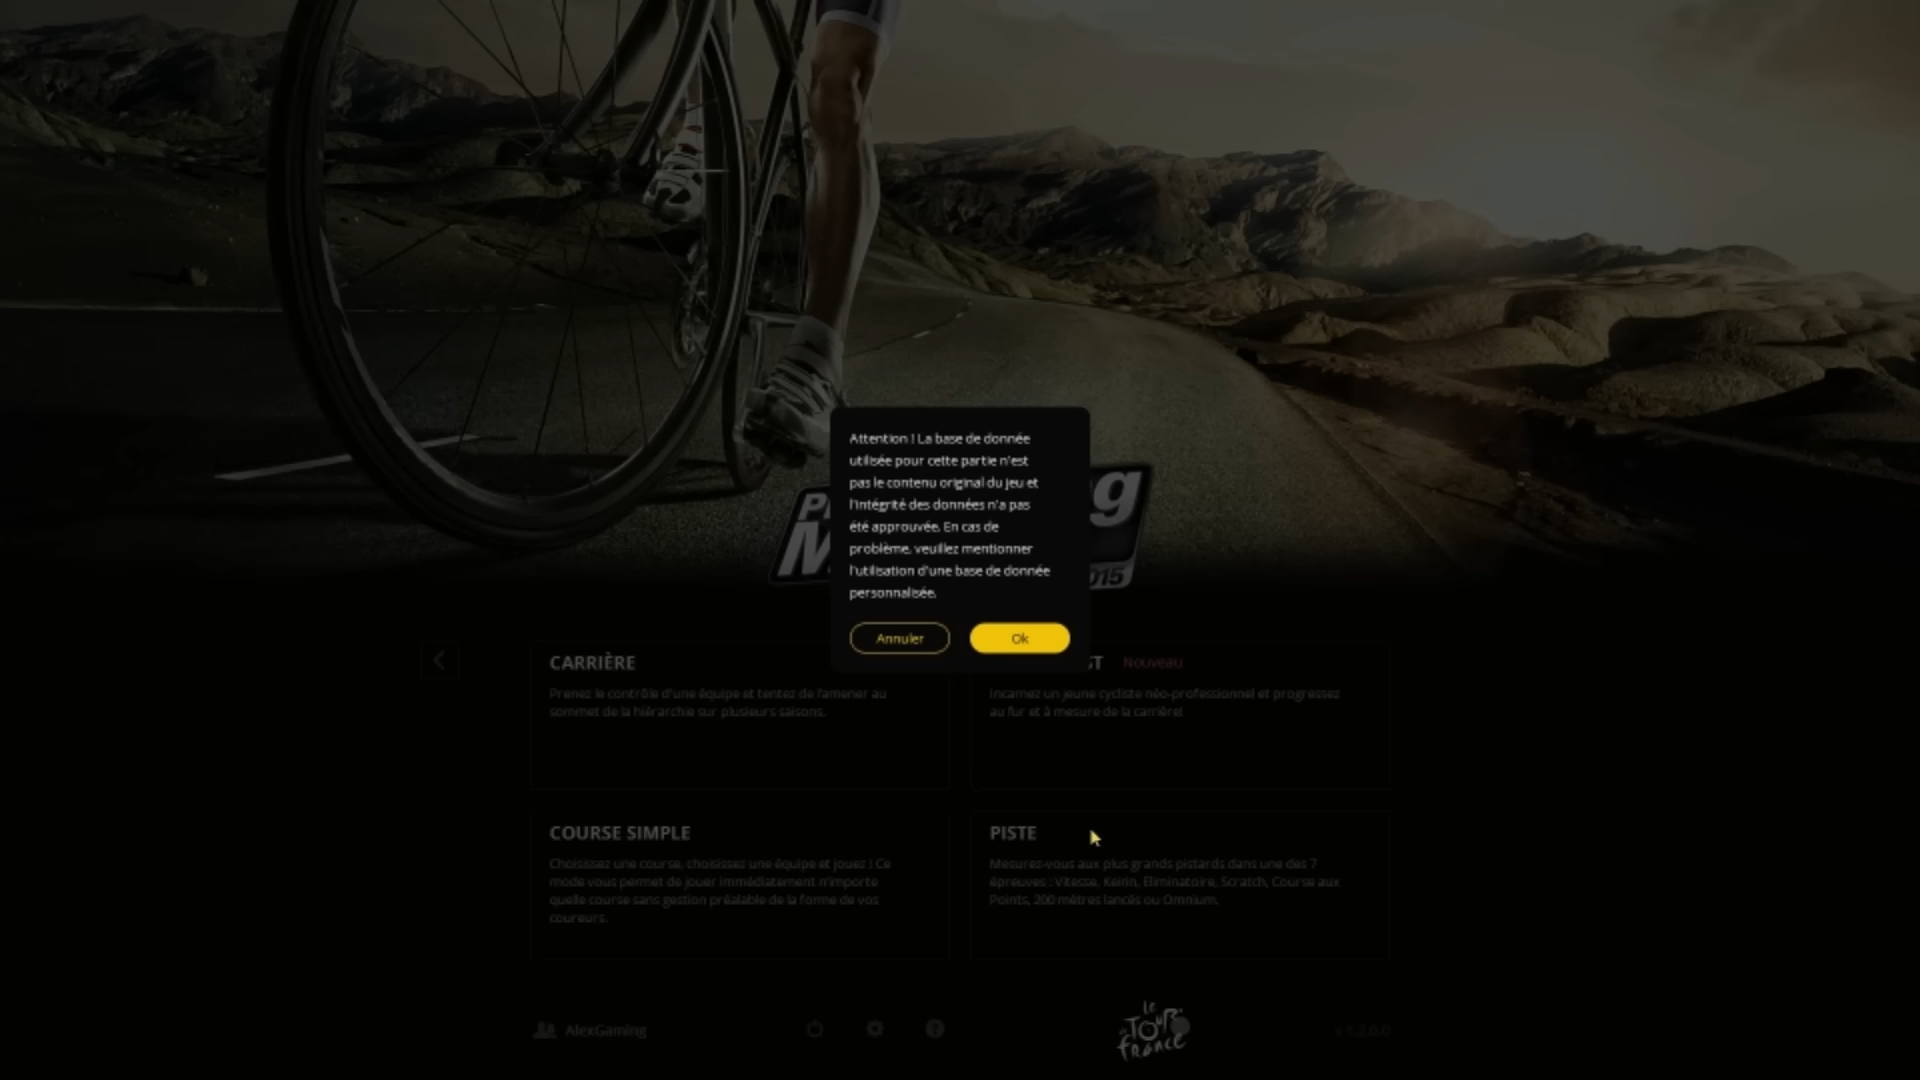 Attention ! La base de donnée
utilisée pour cette partie n'est
pas le contenu original du jeu et
l'intégrité des données n'a pas
été approuvée. En cas de
problème, veuillez mentionner
l'utilisation d'une base de donnée
personnalisée.
Annuler
Ok
CARRIÈRE
Prenez le contrôle d'une équipe et tentez de l'amener au
sommet de la hiérarchie sur plusieurs saisons.
Nouveau
Incarnez un jeune cycliste néo-professionnel et progressez
au fur et à mesure de la carrière!
COURSE SIMPLE
Choisissez une course, choisissez une équipe et jouez ! Ce
mode vous permet de jouer immédiatement n'importe
quelle course sans gestion préalable de la forme de vos
coureurs.
PISTE
Mesurez-vous aux plus grands pistards dans une des 7
épreuves : Vitesse, Keirin, Eliminatoire, Scratch, Course aux
Points, 200 mètres lancés ou Omnium.
AlexGaming
le
Tour
de
france